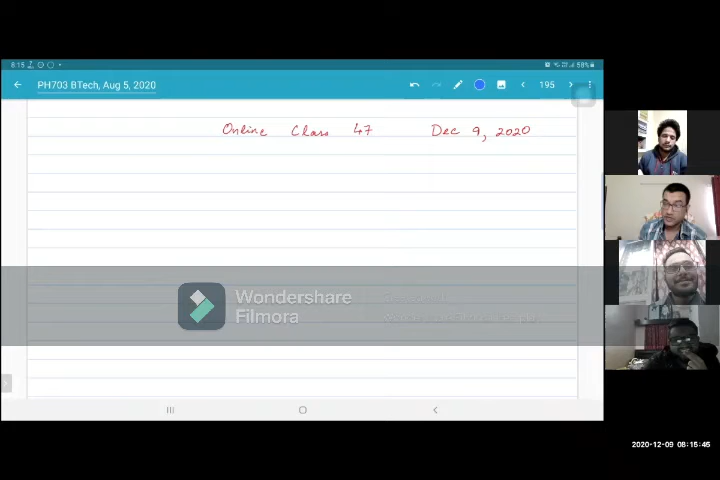 8:15 58%
PH703 BTech, Aug 5, 2020 195
Online Class 47 Dec 9, 2020
Wondershare
Filmora
2020-12-09 08:15:45